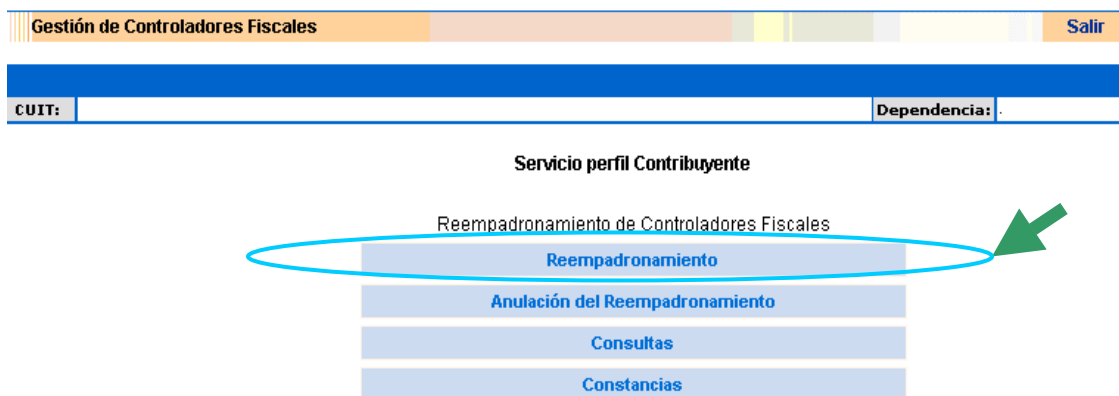 Gestión de Controladores Fiscales Salir
CUIT: Dependencia: .
Servicio perfil Contribuyente
Reempadronamiento de Controladores Fiscales
Reempadronamiento
Anulación del Reempadronamiento
Consultas
Constancias